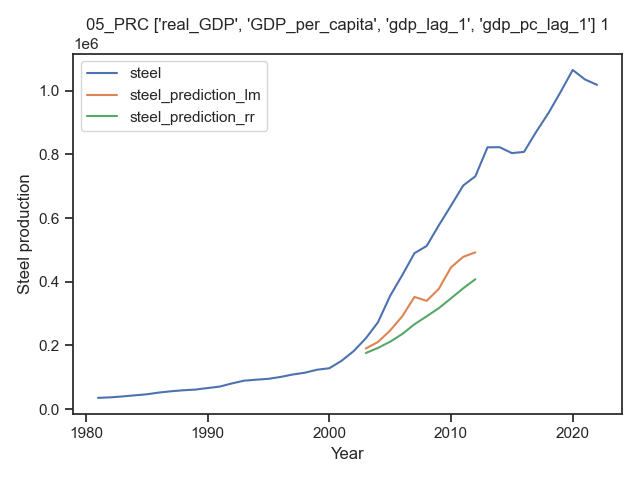 05_PRC ['real_GDP', 'GDP_per_capita', 'gdp_lag_1', 'gdp_pc_lag_1'] 1
1e6
steel
steel_prediction_lm
steel_prediction_rr
1.0
0.8
0.6
0.4
0.2
0.0
Steel production
1980 1990 2000 2010 2020
Year